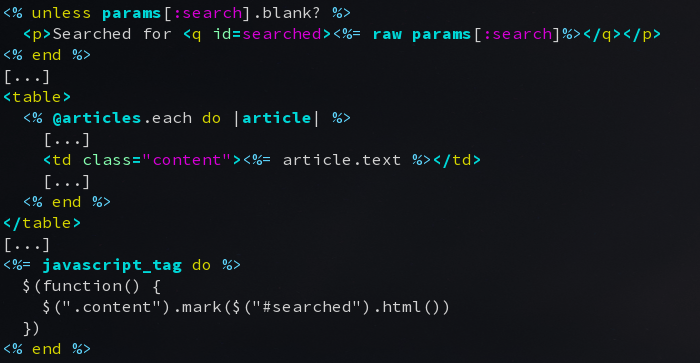 <% unless params[:search].blank? %>
  <p>Searched for <q id=searched><%= raw params[:search]%></q></p>
<% end %>
[...]
<table>
  <% @articles.each do |article| %>
    [...]
    <td class="content"><%= article.text %></td>
    [...]
  <% end %>
</table>
[...]
<%= javascript_tag do %>
  $(function() {
    $(".content").mark($("#searched").html())
  })
<% end %>